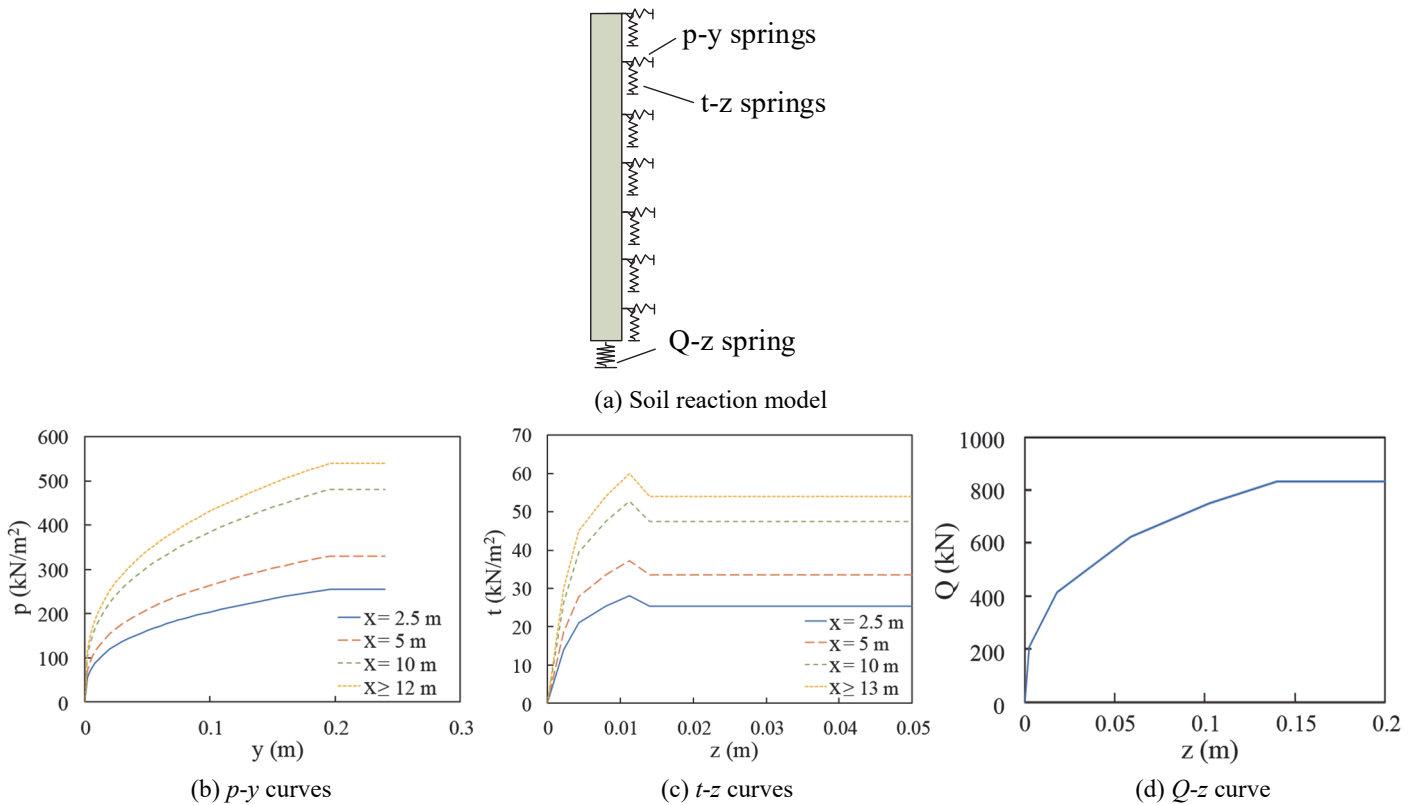 p-y springs
t-z springs
Q-z spring
(a) Soil reaction model
600
500
400
300
200
100
0
p (kN/m²)
0
0.1
0.2
0.3
y (m)
X= 2.5 m
X= 5 m
X= 10 m
X≥ 12 m
(b) p-y curves
70
60
50
40
30
20
10
0
t (kN/m²)
0
0.01
0.02
0.03
0.04
0.05
z (m)
X= 2.5 m
X= 5 m
X= 10 m
X≥ 13 m
(c) t-z curves
1000
800
600
400
200
0
Q (kN)
0
0.05
0.1
0.15
0.2
z (m)
(d) Q-z curve